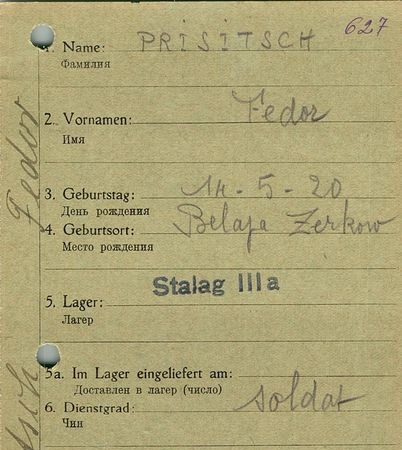 627
1. Name: PRISITSCH
Фамилия
2. Vornamen: Fedor
Имя
3. Geburtstag: 14-5-20
День рождения
4. Geburtsort: Belaja Zerkow
Место рождения
Stalag IIIa
5. Lager:
Лагер
5a. Im Lager eingeliefert am:
Доставлен в лагер (число)
6. Dienstgrad: soldat
Чин
Fedor